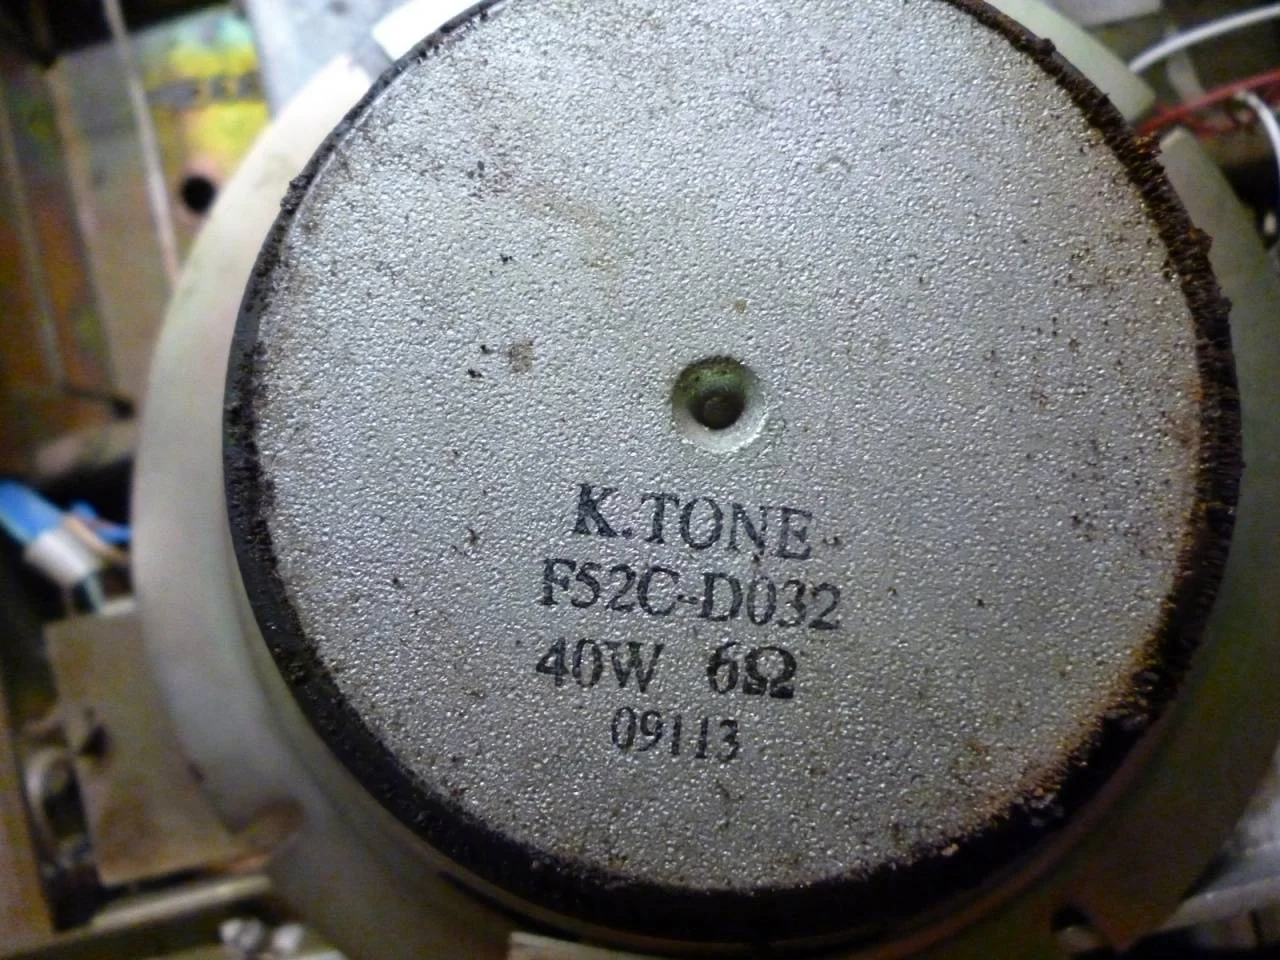 K.TONE
F52C-D032
40W 6Ω
09113